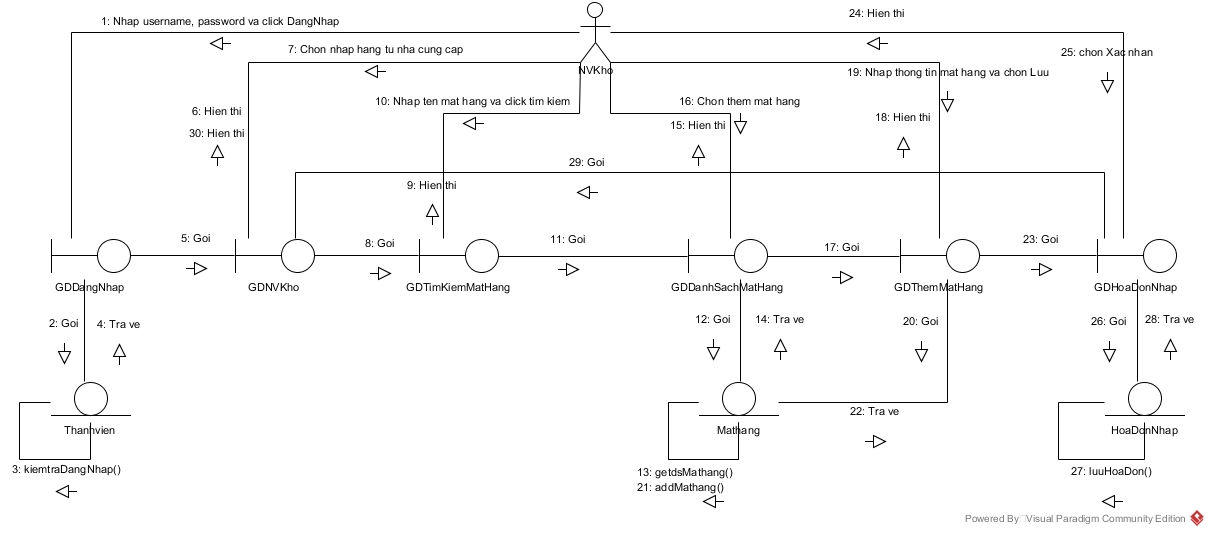 24: Hien thi
1: Nhap username, password va click DangNhap
7: Chon nhap hang tu nha cung cap
25: chon Xac nhan
NVKho
19: Nhap thong tin mat hang va chon Luu
10: Nhap ten mat hang va click tim kiem
16: Chon them mat hang
6: Hien thi
18: Hien thi
15: Hien thi
30: Hien thi
29: Goi
9: Hien thi
5: Goi
8: Goi
11: Goi
17: Goi
23: Goi
GDDangNhap
GDNVKho
GDTimKiemMatHang
GDDanhSachMatHang
GDThemMatHang
GDHoaDonNhap
2: Goi
4: Tra ve
12: Goi
14: Tra ve
20: Goi
26: Goi
28: Tra ve
22: Tra ve
Thanhvien
Mathang
HoaDonNhap
3: kiemtraDangNhap()
13: getdsMathang()
27: luuHoaDon()
21: addMathang()
Powered By Visual Paradigm Community Edition